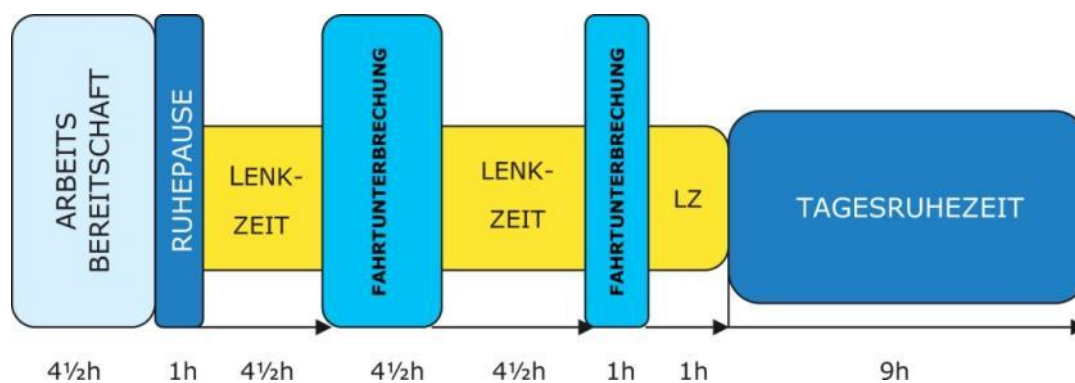 ARBEITS
BEREITSCHAFT
RUHEPAUSE
LENK-
ZEIT
FAHRTUNTERBRECHUNG
LENK-
ZEIT
FAHRTUNTERBRECHUNG
LZ
TAGESRUHEZEIT
4½h 1h 4½h 4½h 4½h 1h 1h 9h